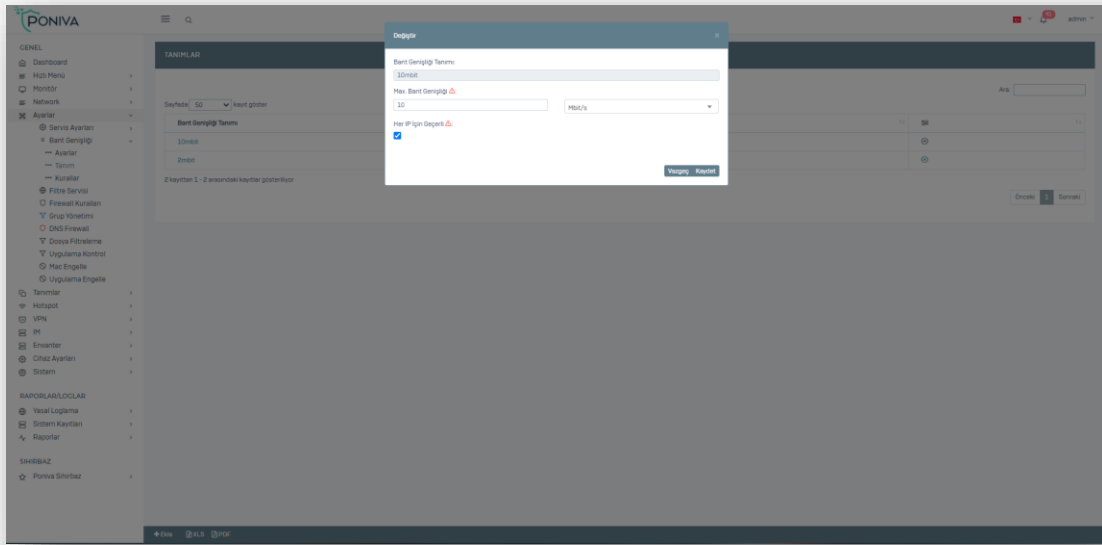 PONIVA
admin
GENEL
Dashboard
Hızlı Menü
Monitör
Network
Ayarlar
Servis Ayarları
Bant Genişliği
Ayarlar
Tanım
Kurallar
Filtre Servisi
Firewall Kuralları
Grup Yönetimi
DNS Firewall
Dosya Filtreleme
Uygulama Kontrol
Mac Engelle
Uygulama Engelle
Tanımlar
Hotspot
VPN
IM
Envanter
Cihaz Ayarları
Sistem
RAPORLAR/LOGLAR
Yasal Loglama
Sistem Kayıtları
Raporlar
SİHİRBAZ
Poniva Sihirbaz
TANIMLAR
Ara:
Sayfada 50 kayıt göster
Bant Genişliği Tanımı
10mbit
2mbit
2 kayıttan 1 - 2 arasındaki kayıtlar gösteriliyor
Önceki 1 Sonraki
Değiştir
Bant Genişliği Tanımı:
10mbit
Max. Bant Genişliği
10 Mbit/s
Her IP İçin Geçerli
Vazgeç Kaydet
Ekle XLS PDF